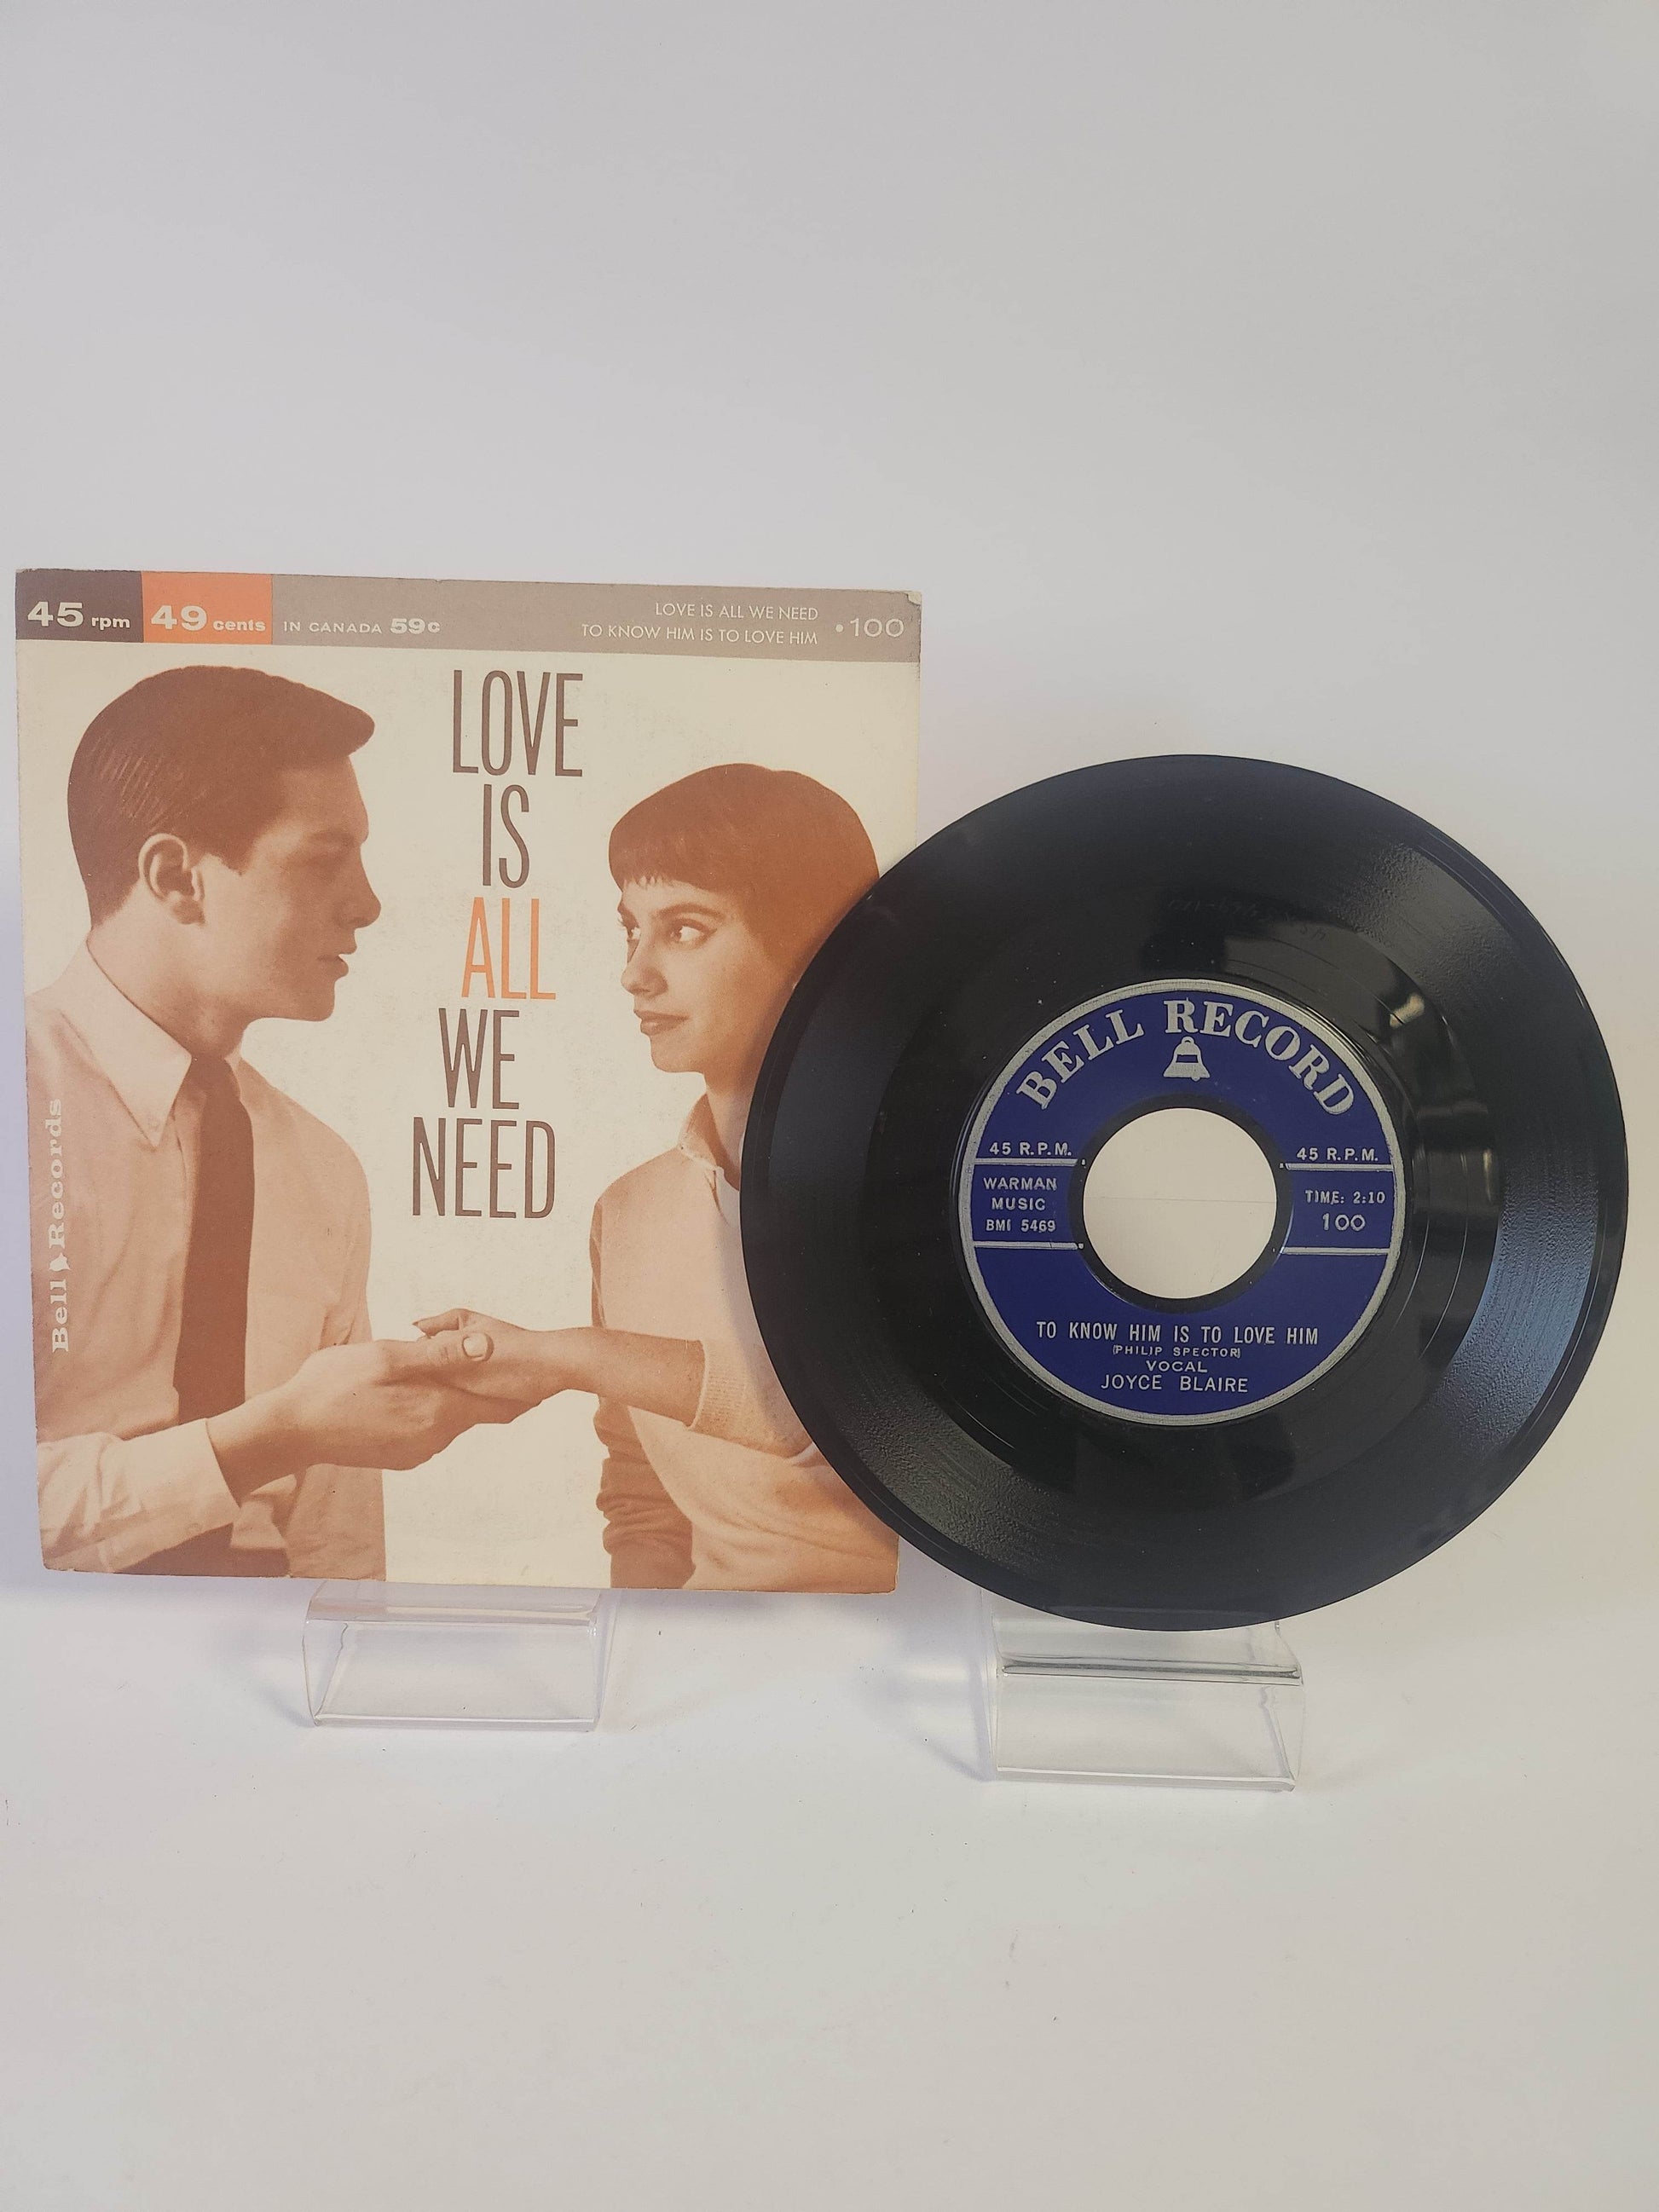 45 rpm 49 cents IN CANADA 59c
LOVE IS ALL WE NEED
TO KNOW HIM IS TO LOVE HIM
•100
LOVE
IS
ALL
WE
NEED
Bell Records
BELL RECORD
45 R.P.M.
45 R.P.M.
WARMAN
MUSIC
BMI 5469
TIME: 2:10
100
TO KNOW HIM IS TO LOVE HIM
(PHILIP SPECTOR)
VOCAL
JOYCE BLAIRE